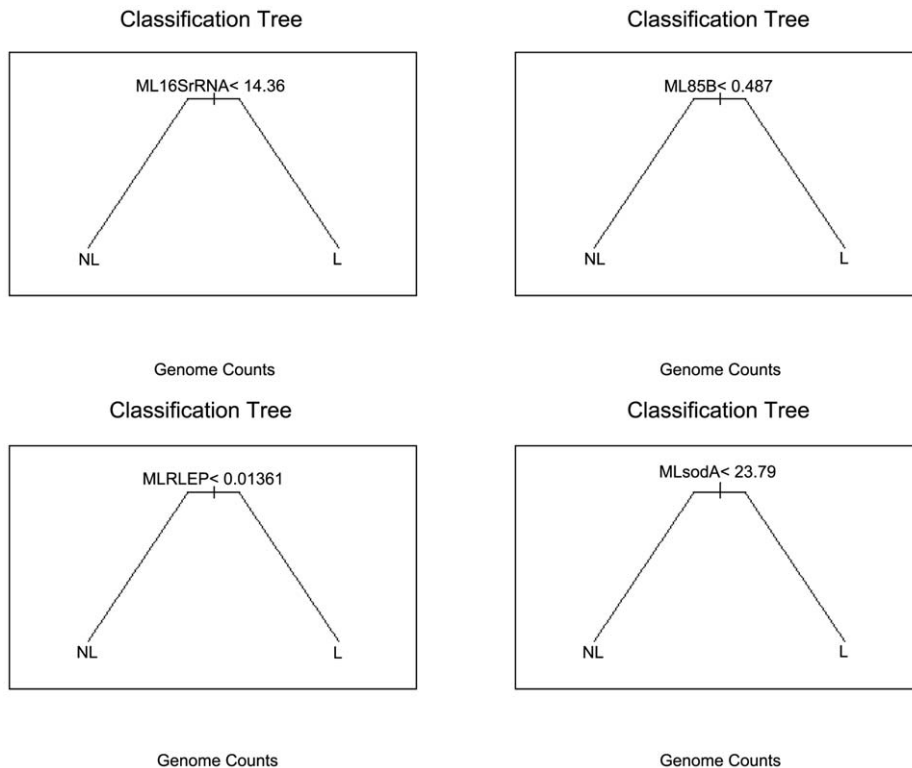 Classification Tree
ML16SrRNA< 14.36
NL
L
Genome Counts
Classification Tree
ML85B< 0.487
NL
L
Genome Counts
Classification Tree
MLRLEP< 0.01361
NL
L
Genome Counts
Classification Tree
MLsodA< 23.79
NL
L
Genome Counts